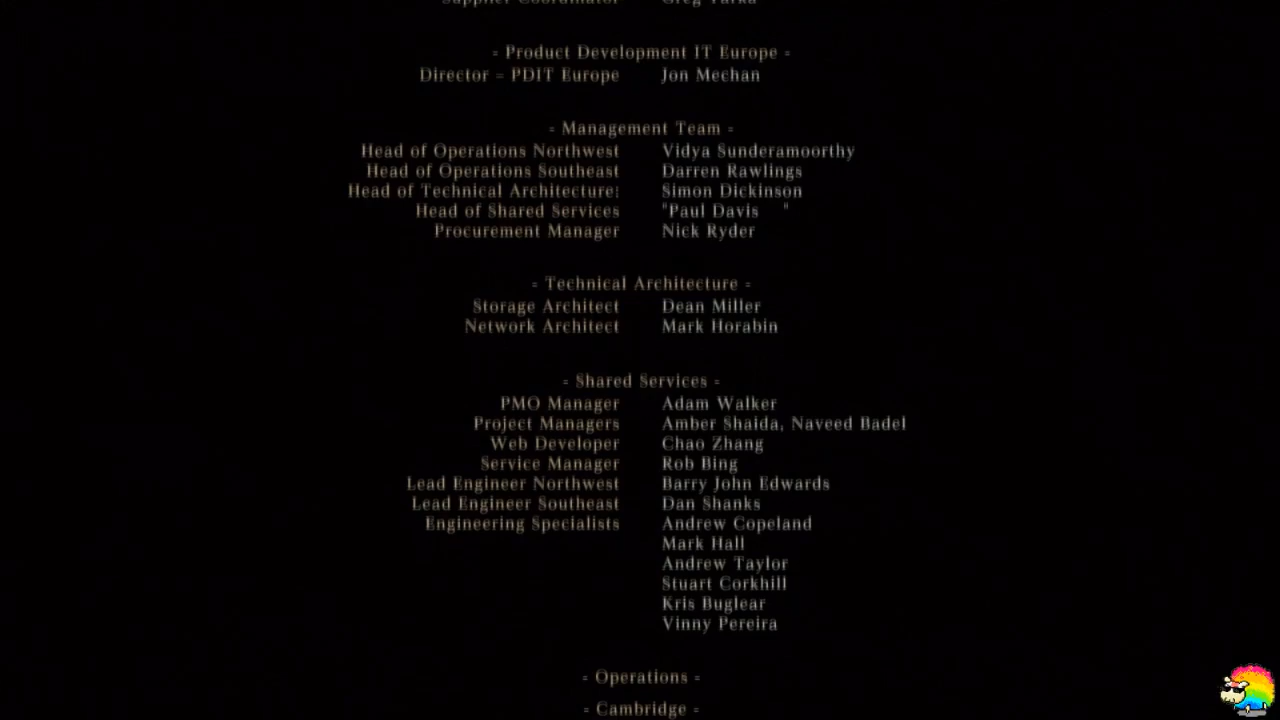 Supplier Coordinator Greg Yarka
= Product Development IT Europe =
Director = PDIT Europe Jon Mechan
= Management Team =
Head of Operations Northwest Vidya Sunderamoorthy
Head of Operations Southeast Darren Rawlings
Head of Technical Architecture: Simon Dickinson
Head of Shared Services "Paul Davis "
Procurement Manager Nick Ryder
= Technical Architecture =
Storage Architect Dean Miller
Network Architect Mark Horabin
= Shared Services =
PMO Manager Adam Walker
Project Managers Amber Shaida, Naveed Badel
Web Developer Chao Zhang
Service Manager Rob Bing
Lead Engineer Northwest Barry John Edwards
Lead Engineer Southeast Dan Shanks
Engineering Specialists Andrew Copeland
Mark Hall
Andrew Taylor
Stuart Corkhill
Kris Buglear
Vinny Pereira
= Operations =
= Cambridge =